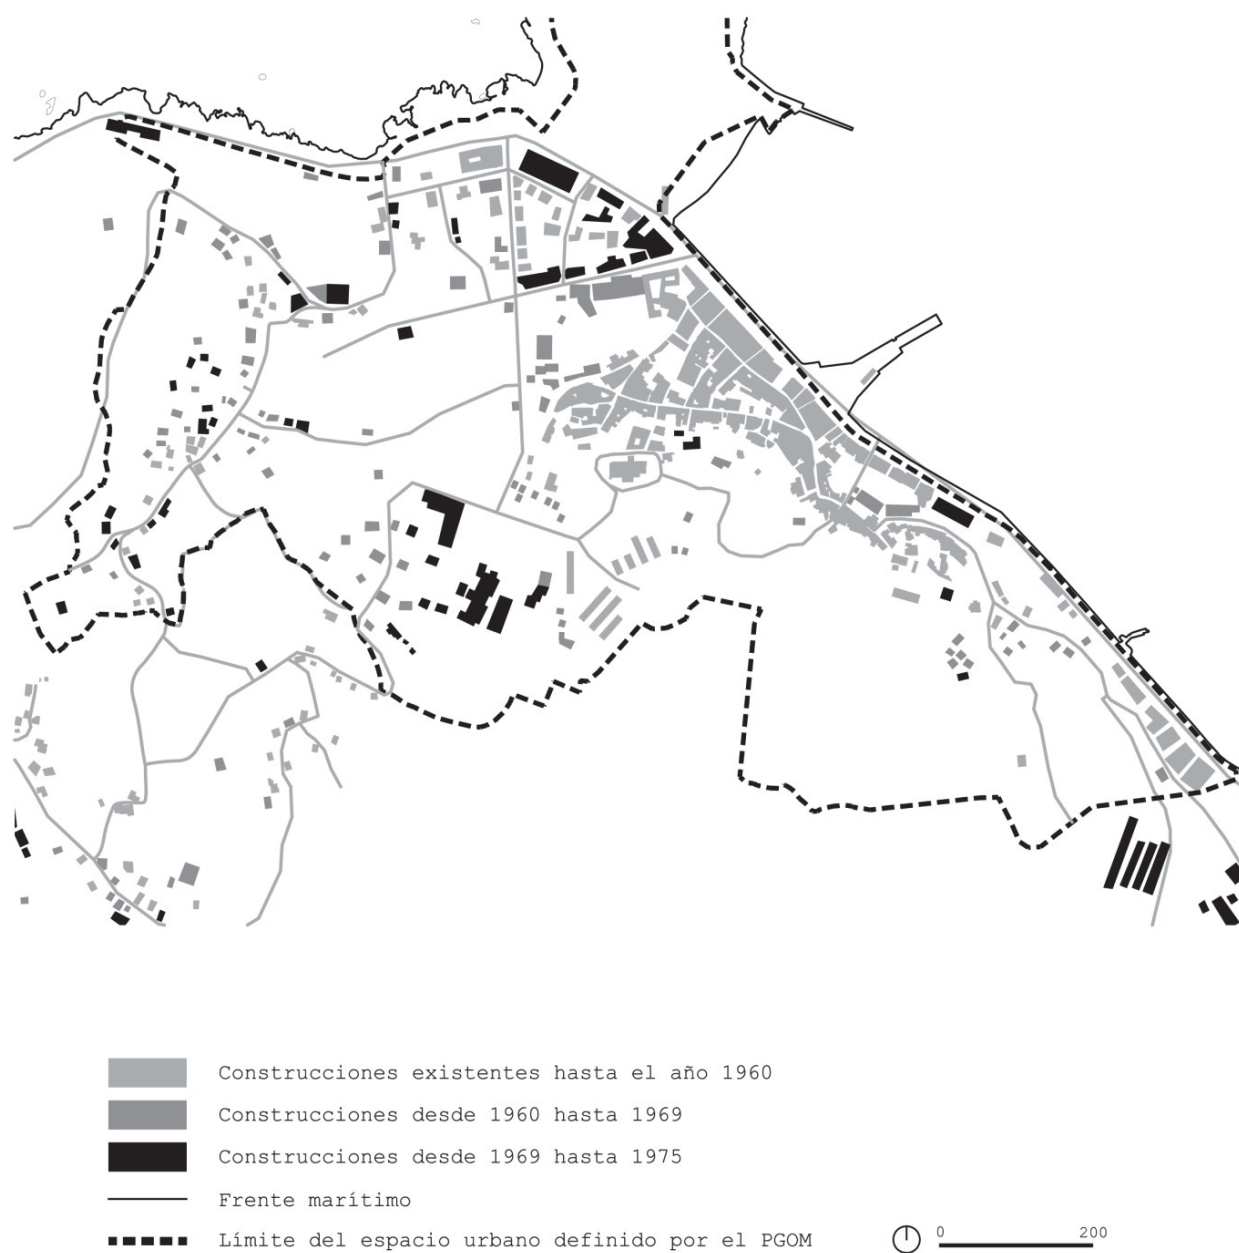 Construcciones existentes hasta el año 1960
Construcciones desde 1960 hasta 1969
Construcciones desde 1969 hasta 1975
Frente marítimo
Límite del espacio urbano definido por el PGOM
0 200